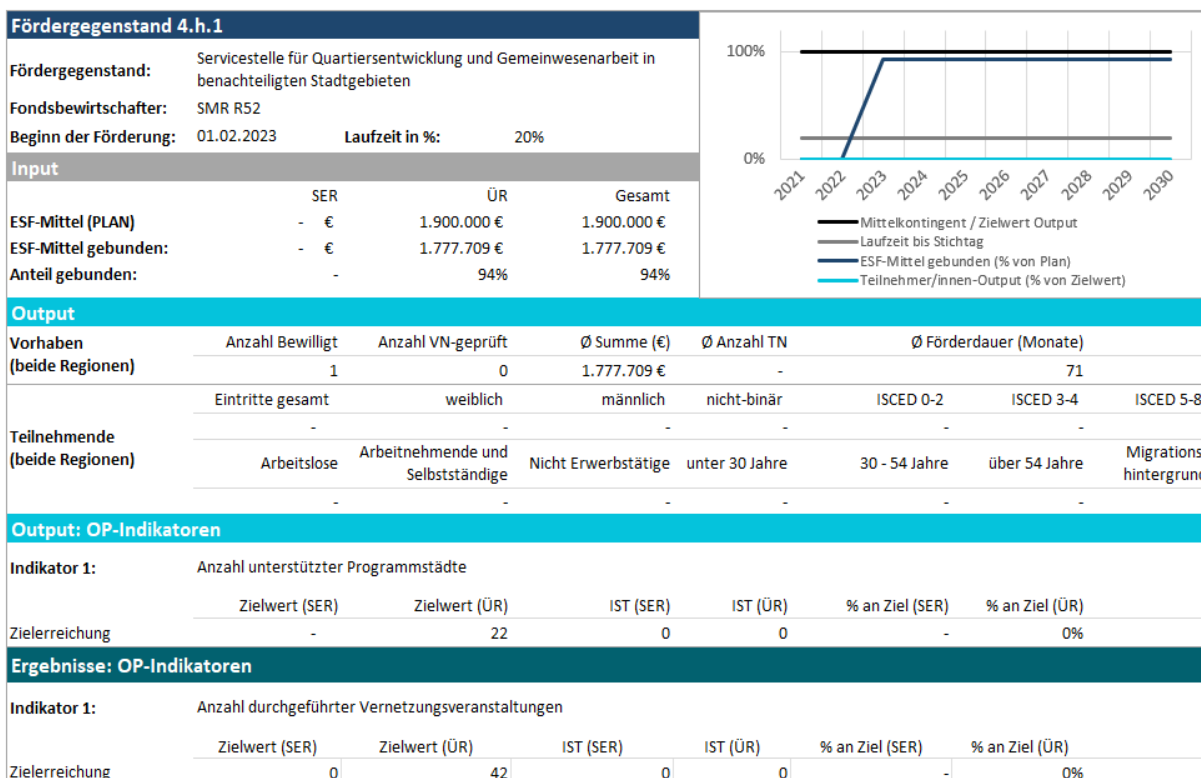 Fördergegenstand 4.h.1
Fördergegenstand: Servicestelle für Quartiersentwicklung und Gemeinwesenarbeit in
benachteiligten Stadtgebieten
Fondsbewirtschafter: SMR R52
Beginn der Förderung: 01.02.2023 Laufzeit in %: 20%
100%
0%
2021 2022 2023 2024 2025 2026 2027 2028 2029 2030
Mittelkontingent / Zielwert Output
Laufzeit bis Stichtag
ESF-Mittel gebunden (% von Plan)
Teilnehmer/innen-Output (% von Zielwert)
Input
SER ÜR Gesamt
ESF-Mittel (PLAN) - € 1.900.000 € 1.900.000 €
ESF-Mittel gebunden: - € 1.777.709 € 1.777.709 €
Anteil gebunden: - 94% 94%
Output
Vorhaben
(beide Regionen)
Anzahl Bewilligt Anzahl VN-geprüft Ø Summe (€) Ø Anzahl TN Ø Förderdauer (Monate)
1 0 1.777.709 € - 71
Teilnehmende
(beide Regionen)
Eintritte gesamt weiblich männlich nicht-binär ISCED 0-2 ISCED 3-4 ISCED 5-8
- - - - - -
Arbeitslose Arbeitnehmende und
Selbstständige Nicht Erwerbstätige unter 30 Jahre 30 - 54 Jahre über 54 Jahre Migrations
hintergrund
- - - - - -
Output: OP-Indikatoren
Indikator 1: Anzahl unterstützter Programmstädte
Zielwert (SER) Zielwert (ÜR) IST (SER) IST (ÜR) % an Ziel (SER) % an Ziel (ÜR)
Zielerreichung - 22 0 0 - 0%
Ergebnisse: OP-Indikatoren
Indikator 1: Anzahl durchgeführter Vernetzungsveranstaltungen
Zielwert (SER) Zielwert (ÜR) IST (SER) IST (ÜR) % an Ziel (SER) % an Ziel (ÜR)
Zielerreichung 0 42 0 0 - 0%